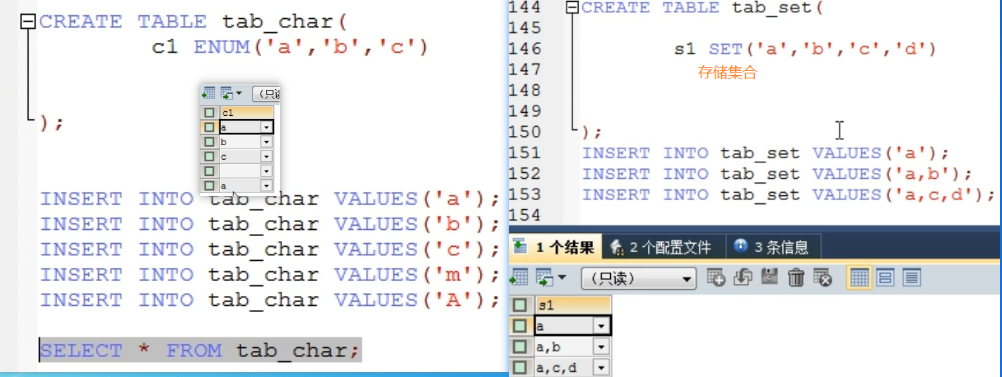 CREATE TABLE tab_char(
c1 ENUM('a','b','c')
(只读
c1
a
b
c
a
);
INSERT INTO tab_char VALUES('a');
INSERT INTO tab_char VALUES('b');
INSERT INTO tab_char VALUES('c');
INSERT INTO tab_char VALUES('m');
INSERT INTO tab_char VALUES('A');
SELECT * FROM tab_char;
144 CREATE TABLE tab_set(
145
146 s1 SET('a','b','c','d')
147 存储集合
148
149
150 );
151 INSERT INTO tab_set VALUES('a');
152 INSERT INTO tab_set VALUES('a,b');
153 INSERT INTO tab_set VALUES('a,c,d');
154
1 个结果 2 个配置文件 3 条信息
(只读)
s1
a
a,b
a,c,d